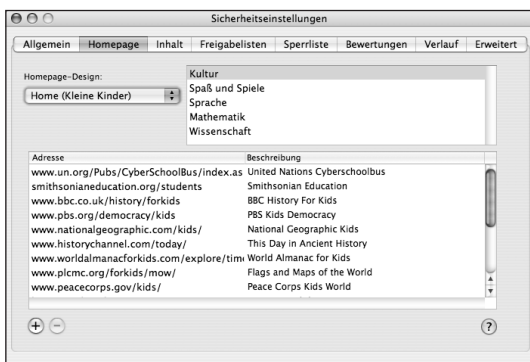 Sicherheitseinstellungen
Allgemein Homepage Inhalt Freigabelisten Sperrliste Bewertungen Verlauf Erweitert
Homepage-Design:
Home (Kleine Kinder)
Kultur
Spaß und Spiele
Sprache
Mathematik
Wissenschaft
Adresse Beschreibung
www.un.org/Pubs/CyberSchoolBus/index.as United Nations Cyberschoolbus
smithsonianeducation.org/students Smithsonian Education
www.bbc.co.uk/history/forkids BBC History For Kids
www.pbs.org/democracy/kids PBS Kids Democracy
www.nationalgeographic.com/kids/ National Geographic Kids
www.historychannel.com/today/ This Day in Ancient History
www.worldalmanacforkids.com/explore/time World Almanac for Kids
www.plcmc.org/forkids/mow/ Flags and Maps of the World
www.peacecorps.gov/kids/ Peace Corps Kids World
?